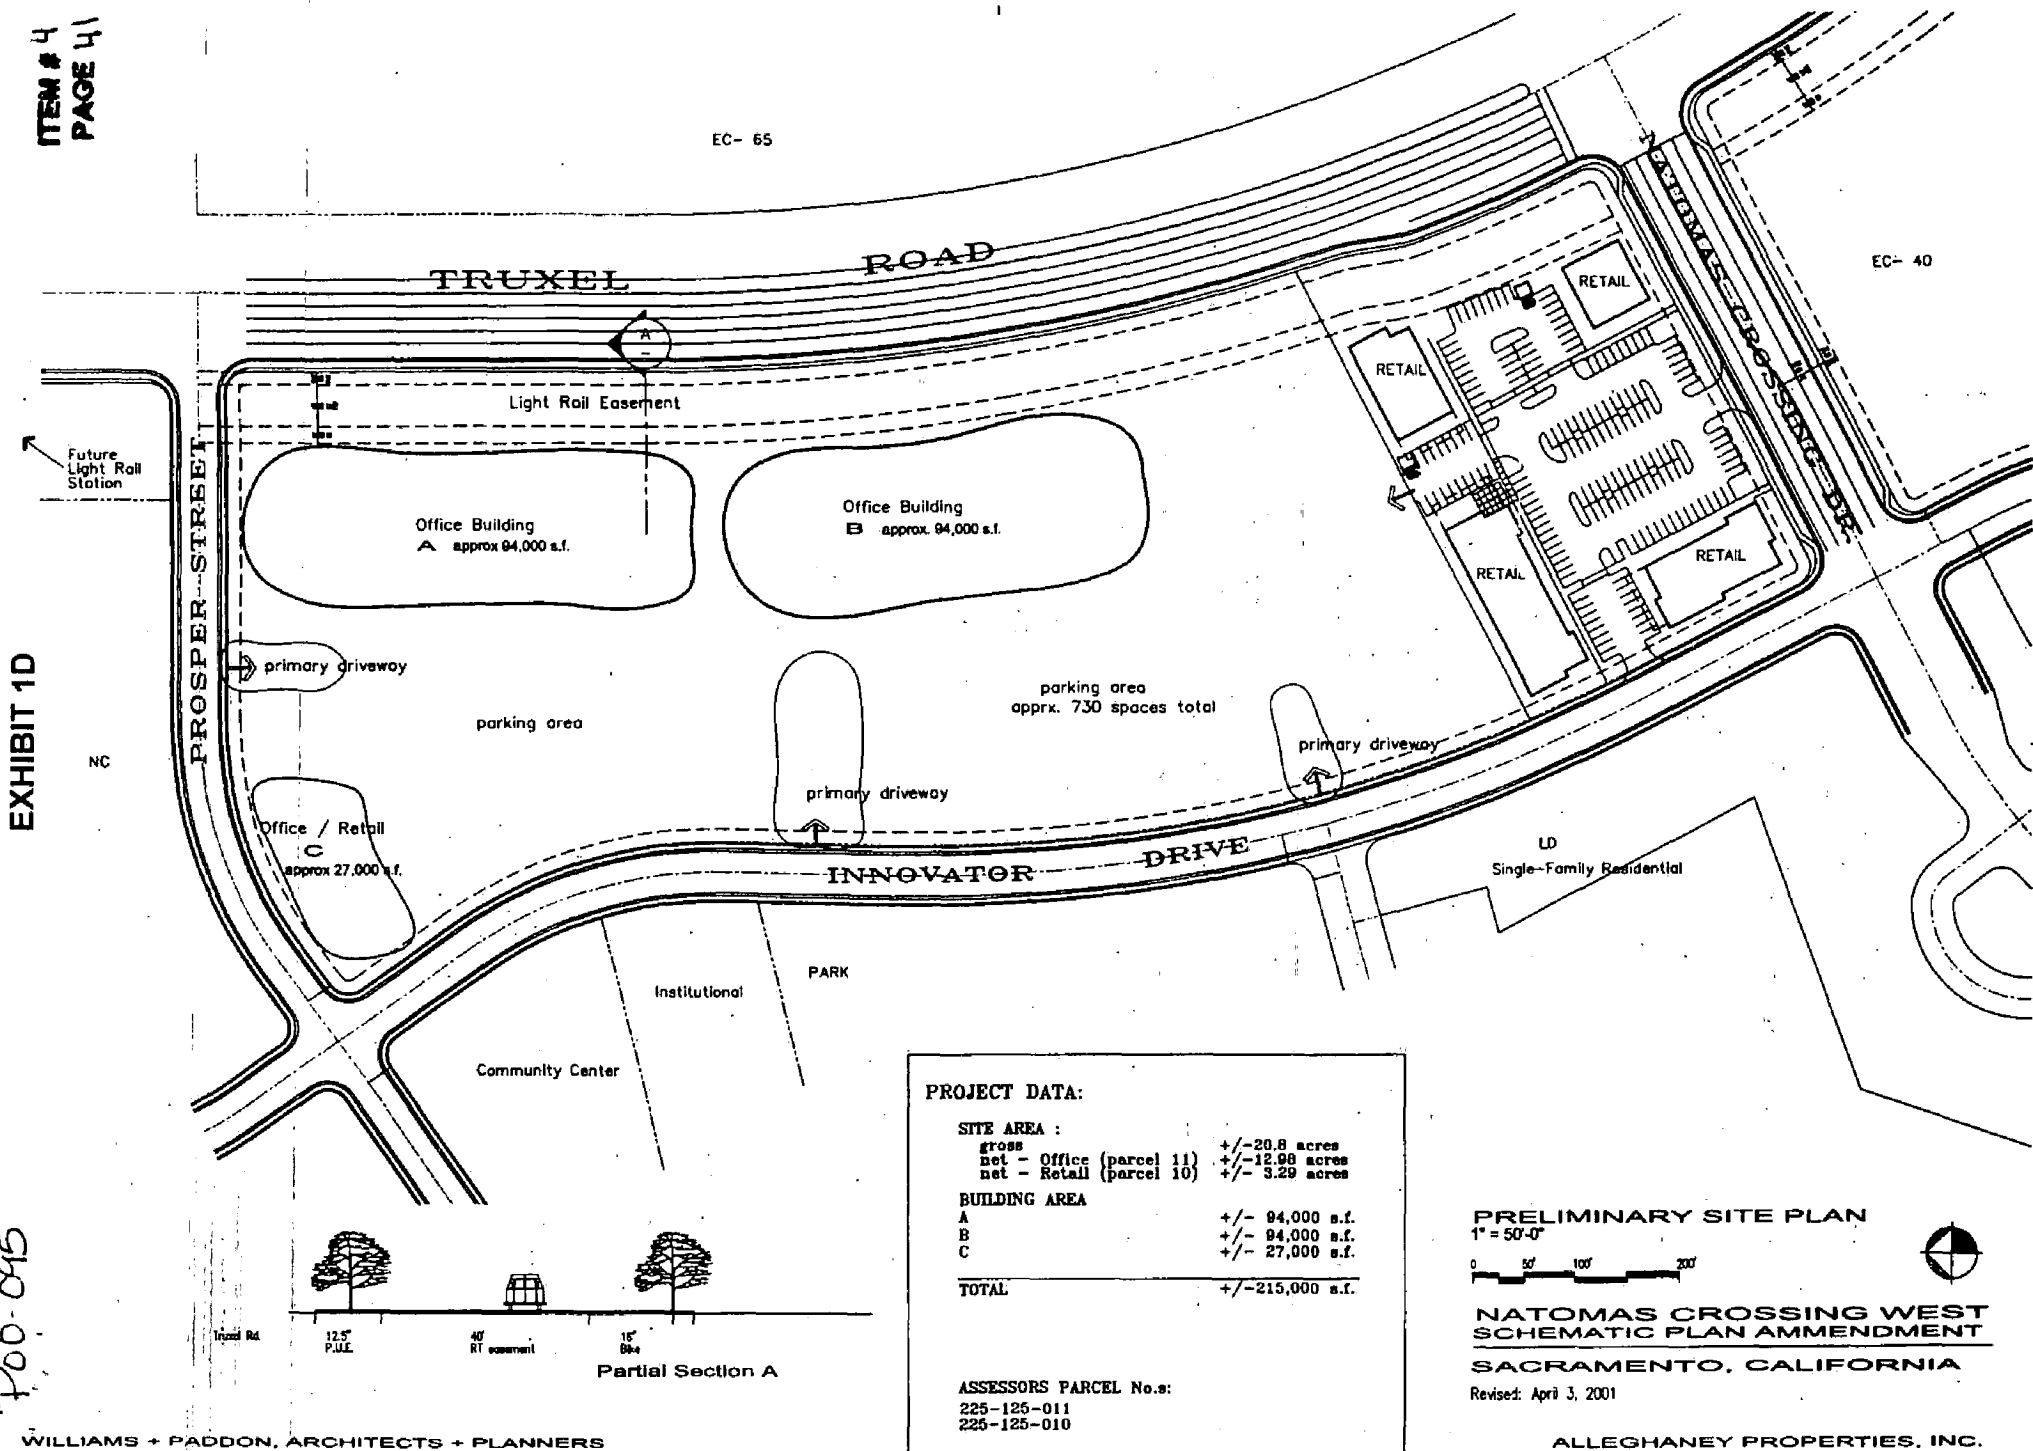 ITEM # 4
PAGE 41
EC- 65
TRUXEL ROAD
NATOMAS CROSSING DR.
EC- 40
RETAIL
RETAIL
A
Light Rail Easement
Future
Light Rail
Station
PROSPER STREET
Office Building
A approx 94,000 s.f.
Office Building
B approx. 94,000 s.f.
RETAIL
RETAIL
EXHIBIT 1D
primary driveway
parking area
parking area
apprx. 730 spaces total
primary driveway
primary driveway
NC
Office / Retail
C
approx 27,000 s.f.
INNOVATOR DRIVE
LD
Single-Family Residential
PARK
Institutional
Community Center
PROJECT DATA:
SITE AREA :
gross +/-20.8 acres
net - Office (parcel 11) +/-12.98 acres
net - Retail (parcel 10) +/- 3.29 acres
BUILDING AREA
A +/- 94,000 s.f.
B +/- 94,000 s.f.
C +/- 27,000 s.f.
TOTAL +/-215,000 s.f.
ASSESSORS PARCEL No.s:
225-125-011
225-125-010
P00-045
Truxel Rd.
12.5'
P.U.E.
40'
RT easement
Bike
Partial Section A
PRELIMINARY SITE PLAN
1" = 50'-0"
0 50' 100' 200'
NATOMAS CROSSING WEST
SCHEMATIC PLAN AMMENDMENT
SACRAMENTO, CALIFORNIA
Revised: April 3, 2001
WILLIAMS + PADDON, ARCHITECTS + PLANNERS
ALLEGHANEY PROPERTIES, INC.